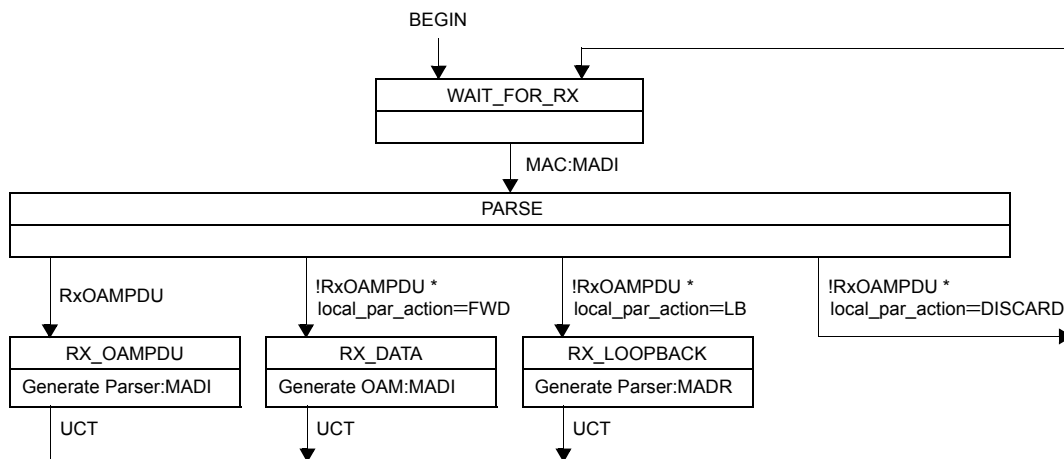 BEGIN
WAIT_FOR_RX
MAC:MADI
PARSE
RxOAMPDU
!RxOAMPDU *
local_par_action=FWD
!RxOAMPDU *
local_par_action=LB
!RxOAMPDU *
local_par_action=DISCARD
RX_OAMPDU
Generate Parser:MADI
RX_DATA
Generate OAM:MADI
RX_LOOPBACK
Generate Parser:MADR
UCT
UCT
UCT